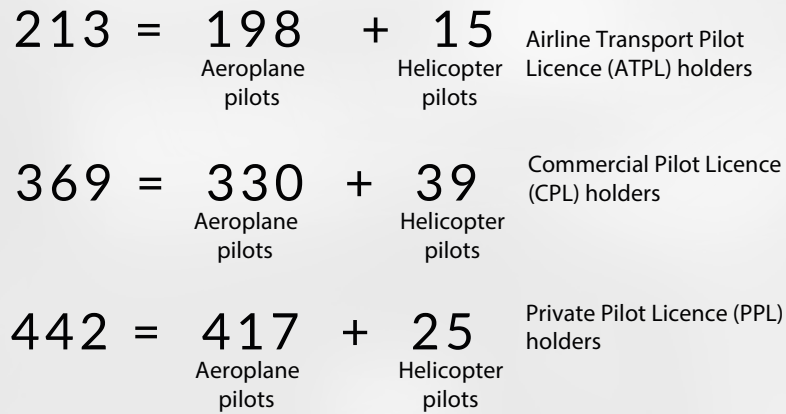 213 = 198 + 15
Aeroplane pilots
Helicopter pilots
Airline Transport Pilot
Licence (ATPL) holders
369 = 330 + 39
Aeroplane pilots
Helicopter pilots
Commercial Pilot Licence
(CPL) holders
442 = 417 + 25
Aeroplane pilots
Helicopter pilots
Private Pilot Licence (PPL)
holders